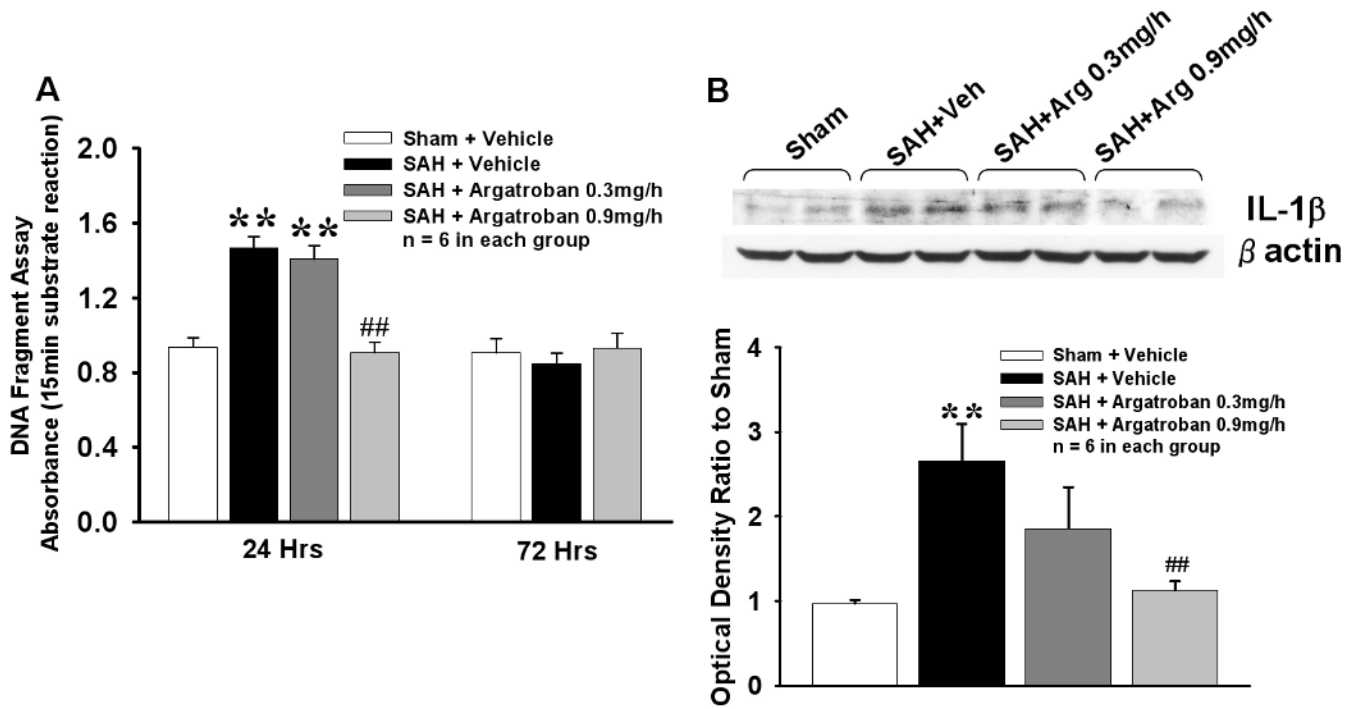 A
DNA Fragment Assay
Absorbance (15min substrate reaction)
2.0
1.6
1.2
0.8
0.4
0.0
Sham + Vehicle
SAH + Vehicle
SAH + Argatroban 0.3mg/h
SAH + Argatroban 0.9mg/h
n = 6 in each group
**
**
##
24 Hrs
72 Hrs
B
Sham
SAH+Veh
SAH+Arg 0.3mg/h
SAH+Arg 0.9mg/h
IL-1β
β actin
Optical Density Ratio to Sham
4
3
2
1
0
Sham + Vehicle
SAH + Vehicle
SAH + Argatroban 0.3mg/h
SAH + Argatroban 0.9mg/h
n = 6 in each group
**
##